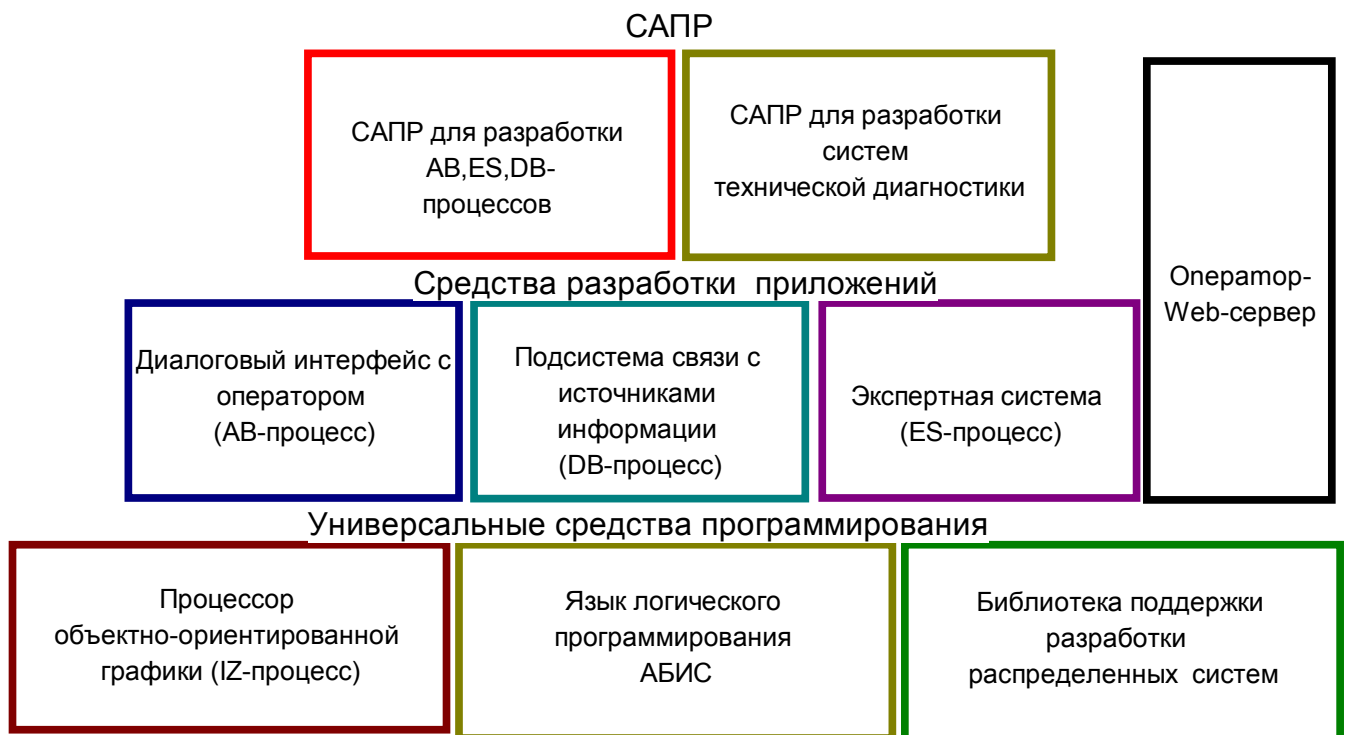 САПР
САПР для разработки
AB,ES,DB-
процессов
САПР для разработки
систем
технической диагностики
Оператор-
Web-сервер
Средства разработки приложений
Диалоговый интерфейс с
оператором
(АВ-процесс)
Подсистема связи с
источниками
информации
(DB-процесс)
Экспертная система
(ES-процесс)
Универсальные средства программирования
Процессор
объектно-ориентированной
графики (IZ-процесс)
Язык логического
программирования
АБИС
Библиотека поддержки
разработки
распределенных систем